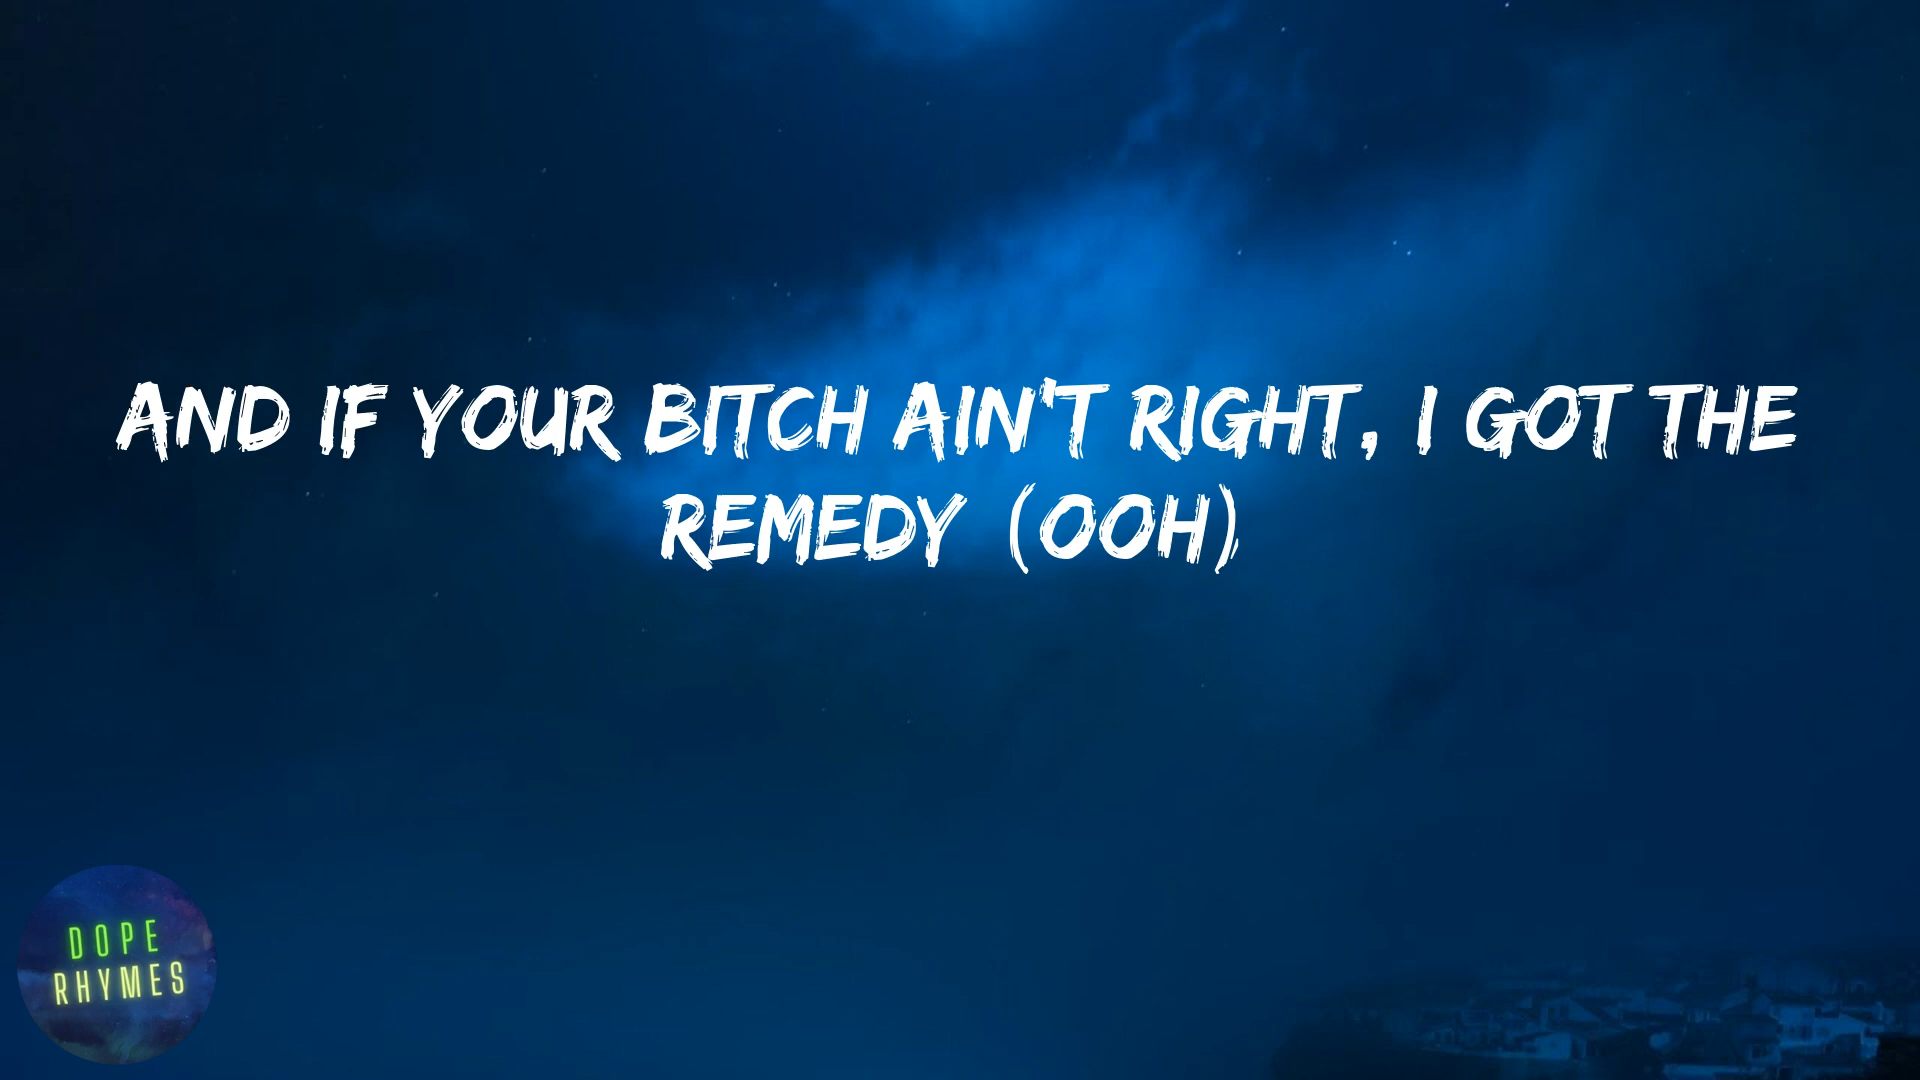 AND IF YOUR BITCH AIN'T RIGHT, I GOT THE
REMEDY (OOH)
DOPE
RHYMES